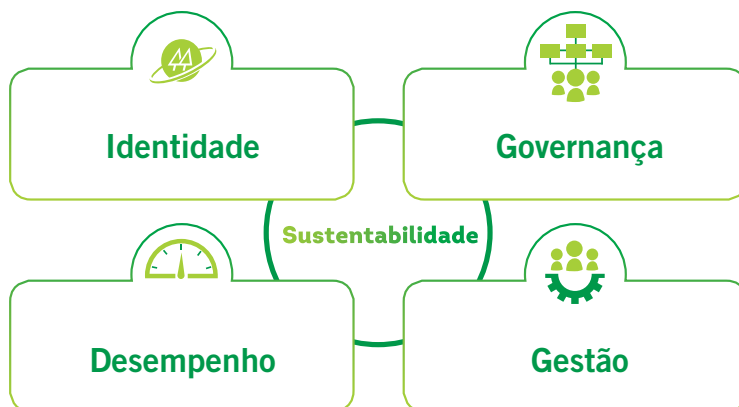 Identidade
Governança
Sustentabilidade
Desempenho
Gestão